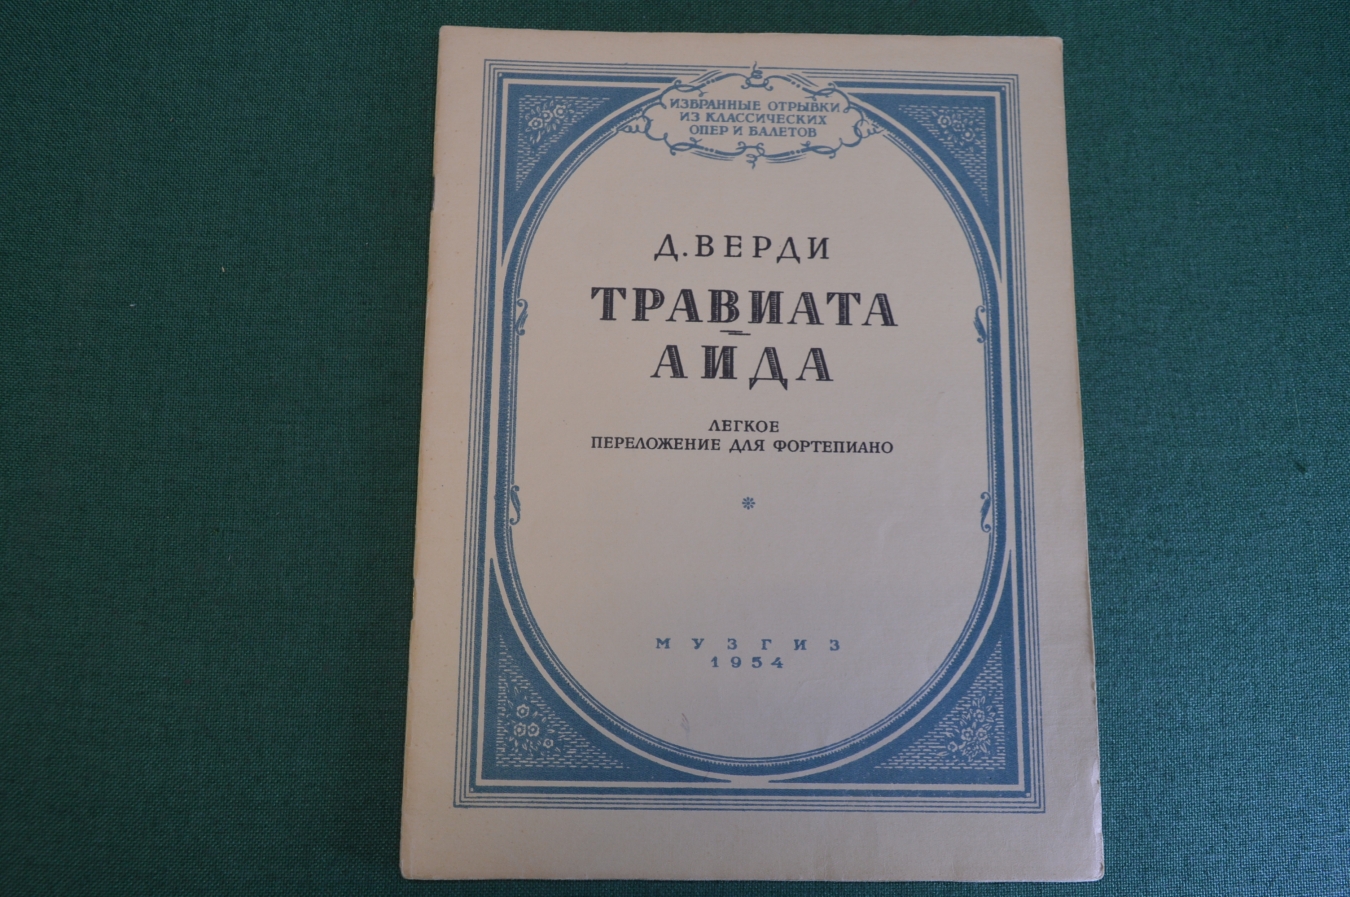 ИЗБРАННЫЕ ОТРЫВКИ
ИЗ КЛАССИЧЕСКИХ
ОПЕР И БАЛЕТОВ
Д. ВЕРДИ
ТРАВИАТА
АИДА
ЛЕГКОЕ
ПЕРЕЛОЖЕНИЕ ДЛЯ ФОРТЕПИАНО
МУЗГИЗ
1954